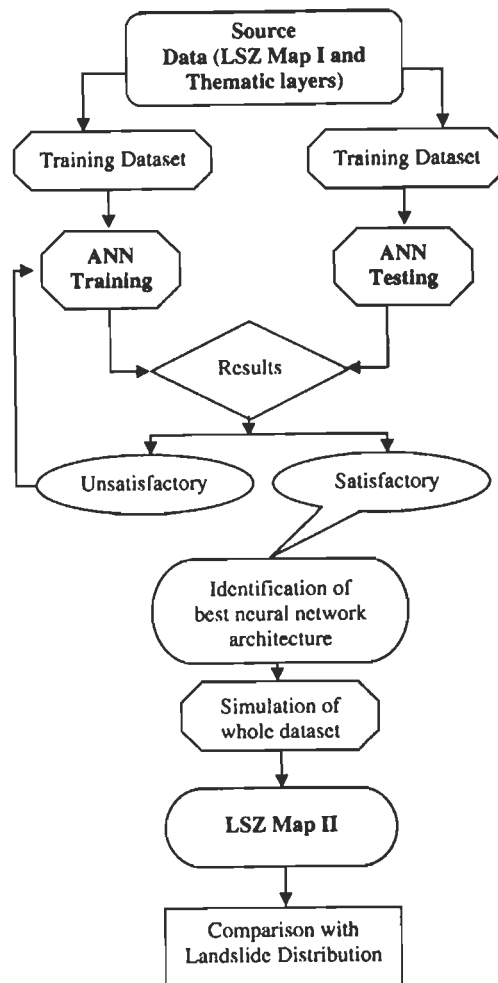 Source
Data (LSZ Map I and
Thematic layers)
Training Dataset
Training Dataset
ANN
Training
ANN
Testing
Results
Unsatisfactory
Satisfactory
Identification of
best neural network
architecture
Simulation of
whole dataset
LSZ Map II
Comparison with
Landslide Distribution